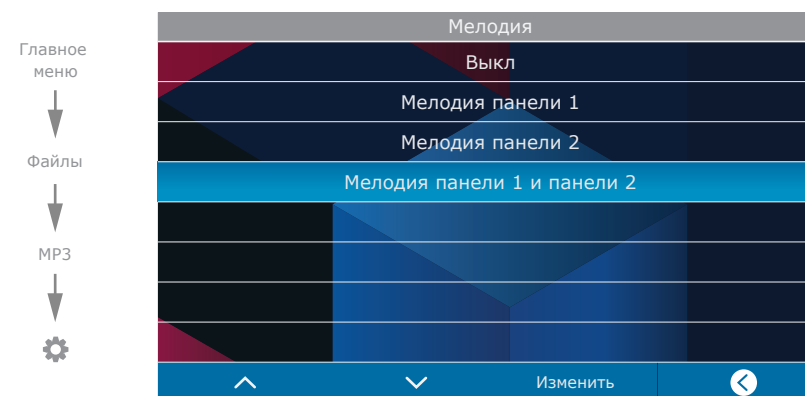 Главное
меню
Файлы
MP3
Мелодия
Выкл
Мелодия панели 1
Мелодия панели 2
Мелодия панели 1 и панели 2
Изменить